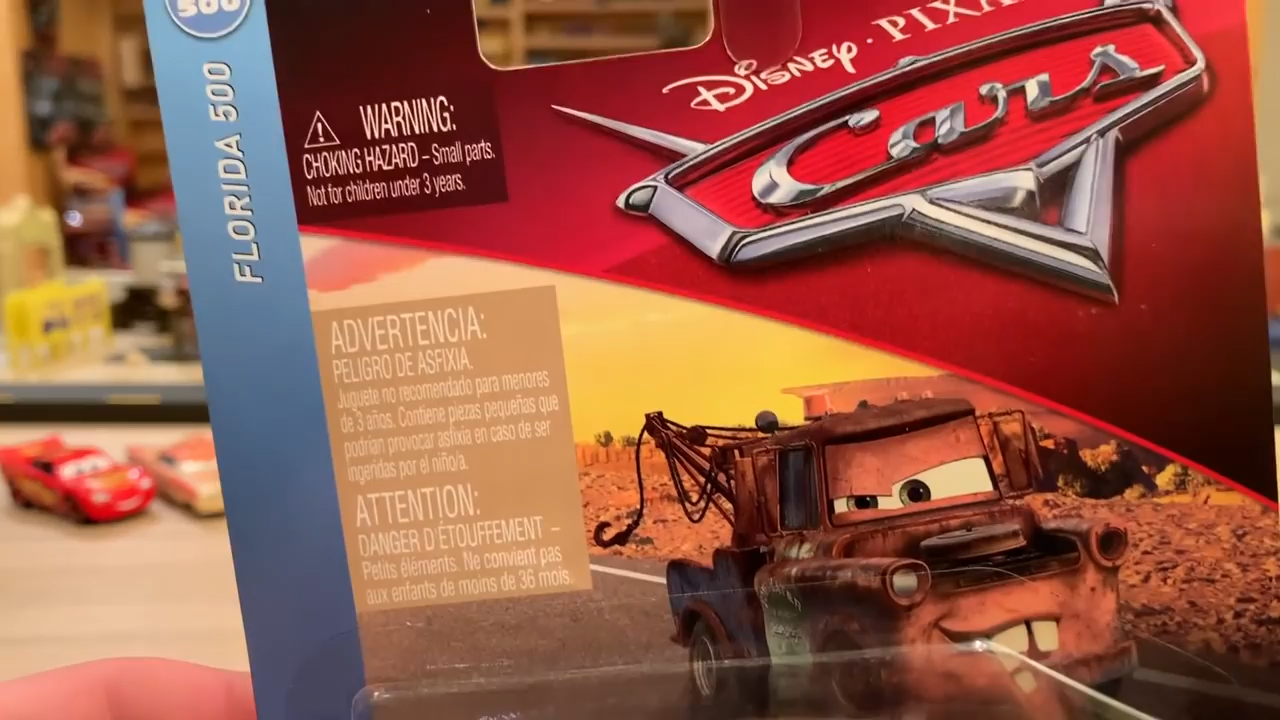 500
FLORIDA 500
WARNING:
CHOKING HAZARD – Small parts.
Not for children under 3 years.
DISNEY · PIXAR
Cars
ADVERTENCIA:
PELIGRO DE ASFIXIA.
Juguete no recomendado para menores
de 3 años. Contiene piezas pequeñas que
podrían provocar asfixia en caso de ser
ingeridas por el niño/a.
ATTENTION:
DANGER D'ÉTOUFFEMENT –
Petits éléments. Ne convient pas
aux enfants de moins de 36 mois.